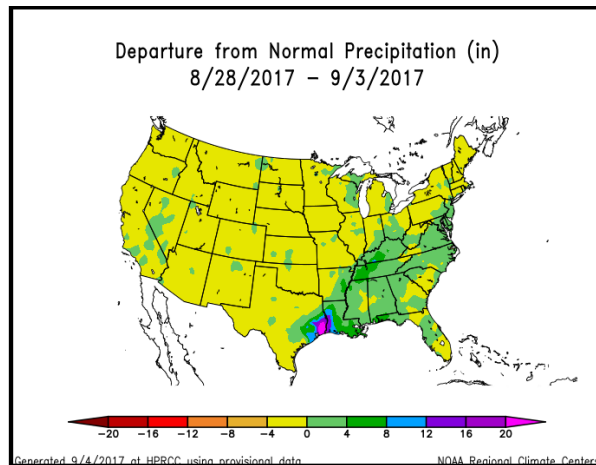 Departure from Normal Precipitation (in)
8/28/2017 – 9/3/2017
-20 -16 -12 -8 -4 0 4 8 12 16 20
Generated 9/4/2017 at HPRCC using provisional data.
NOAA Regional Climate Centers